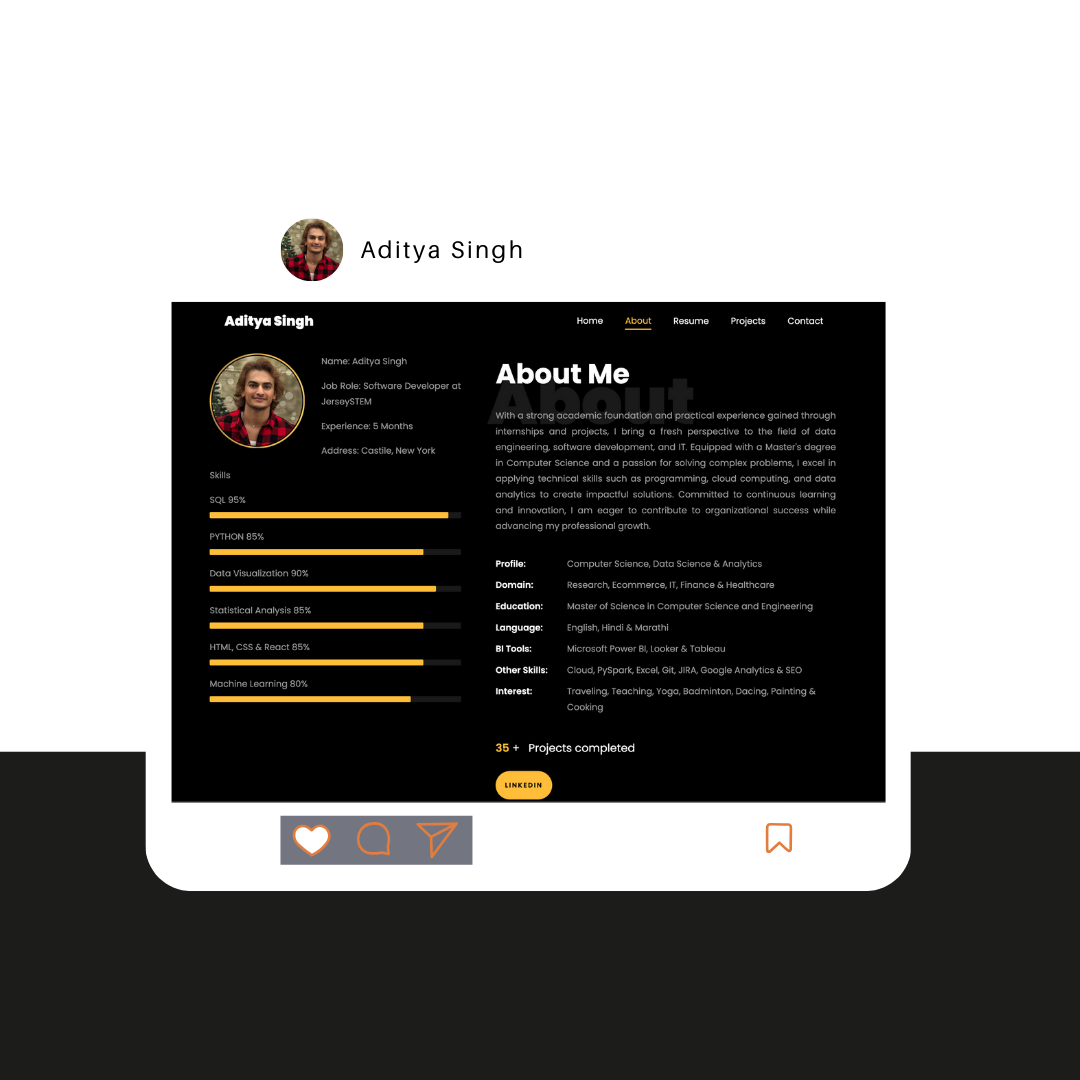 Aditya Singh
Aditya Singh
Home About Resume Projects Contact
Name: Aditya Singh
Job Role: Software Developer at
JerseySTEM
Experience: 5 Months
Address: Castile, New York
Skills
SQL 95%
PYTHON 85%
Data Visualization 90%
Statistical Analysis 85%
HTML, CSS & React 85%
Machine Learning 80%
About Me
About
With a strong academic foundation and practical experience gained through
internships and projects, I bring a fresh perspective to the field of data
engineering, software development, and IT. Equipped with a Master's degree
in Computer Science and a passion for solving complex problems, I excel in
applying technical skills such as programming, cloud computing, and data
analytics to create impactful solutions. Committed to continuous learning
and innovation, I am eager to contribute to organizational success while
advancing my professional growth.
Profile: Computer Science, Data Science & Analytics
Domain: Research, Ecommerce, IT, Finance & Healthcare
Education: Master of Science in Computer Science and Engineering
Language: English, Hindi & Marathi
BI Tools: Microsoft Power BI, Looker & Tableau
Other Skills: Cloud, PySpark, Excel, Git, JIRA, Google Analytics & SEO
Interest: Traveling, Teaching, Yoga, Badminton, Dacing, Painting &
Cooking
35 + Projects completed
LINKEDIN